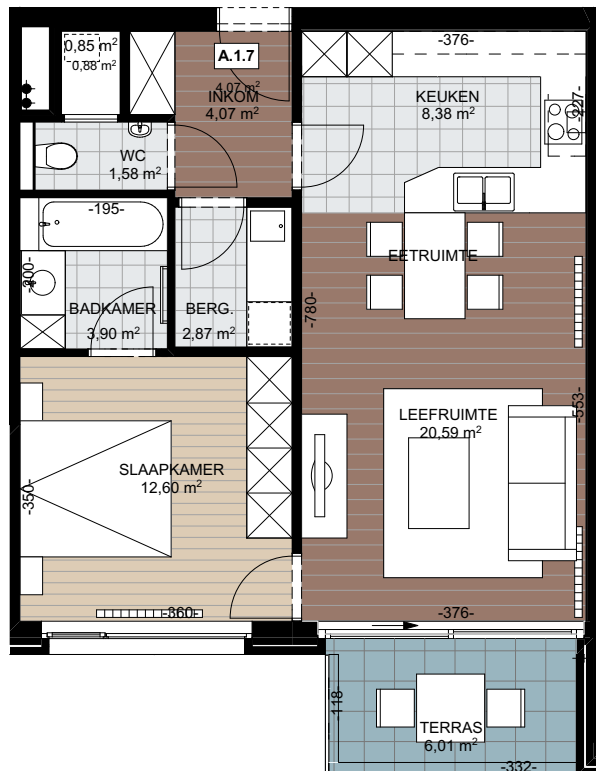 0,85 m²
0,88 m²
A.1.7
4,07 m²
INKOM
4,07 m²
-376-
KEUKEN
8,38 m²
-227-
WC
1,58 m²
-195-
-200-
BADKAMER
3,90 m²
BERG.
2,87 m²
EETRUIMTE
-780-
-553-
LEEFRUIMTE
20,59 m²
SLAAPKAMER
12,60 m²
-350-
-360-
-376-
-118-
TERRAS
6,01 m²
-332-